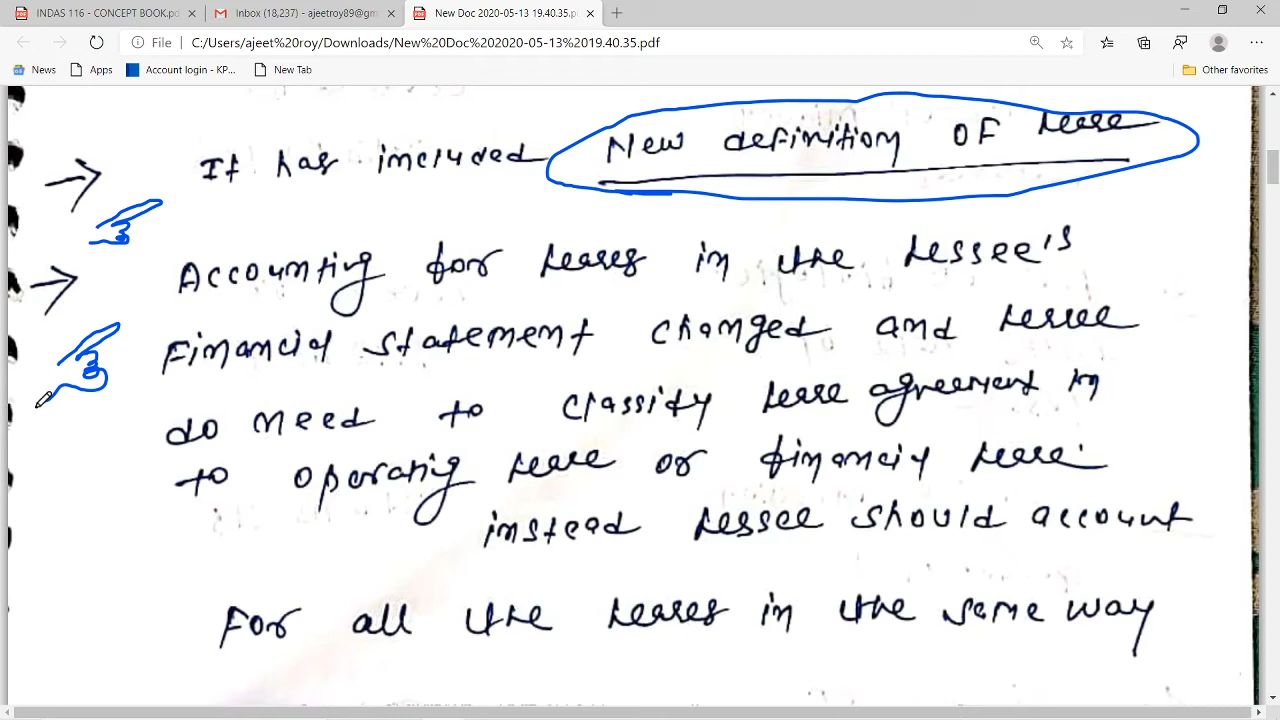 INDAS 116 - CONCEPT BOOK.pd
Inbox (18,237) - ajeetroy89@gm
New Doc 2020-05-13 19.40.35.p
File
C:/Users/ajeet%20roy/Downloads/New%20Doc%202020-05-13%2019.40.35.pdf
News
Apps
Account login - KP...
New Tab
Other favorites
It has included New definition OF lease
Accounting for leases in the Lessee's
Financial statement changed and lessee
do need to classify lease agreement in
to operating lease or financial lease.
instead Lessee should account
For all the leases in the same way